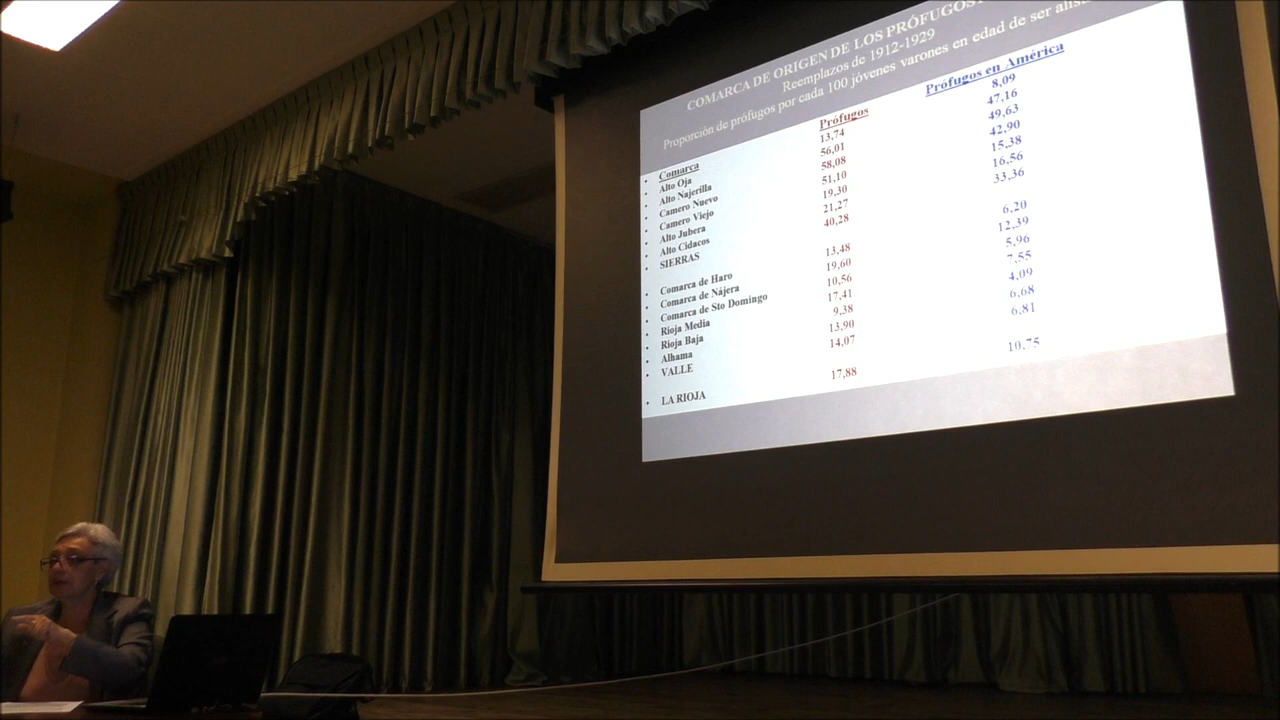 COMARCA DE ORIGEN DE LOS PRÓFUGOS
Reemplazos de 1912-1929
Proporción de prófugos por cada 100 jóvenes varones en edad de ser
Comarca Prófugos Prófugos en América
• Alto Oja 13,74 8,09
• Alto Najerilla 56,01 47,16
• Camero Nuevo 58,08 49,63
• Camero Viejo 51,10 42,90
• Alto Jubera 19,30 15,38
• Alto Cidacos 21,27 16,56
• SIERRAS 40,28 33,36
• Comarca de Haro 13,48 6,20
• Comarca de Nájera 19,60 12,39
• Comarca de Sto Domingo 10,56 5,96
• Rioja Media 17,41 7,55
• Rioja Baja 9,38 4,09
• Alhama 13,90 6,68
• VALLE 14,07 6,81
• LA RIOJA 17,88 10,75